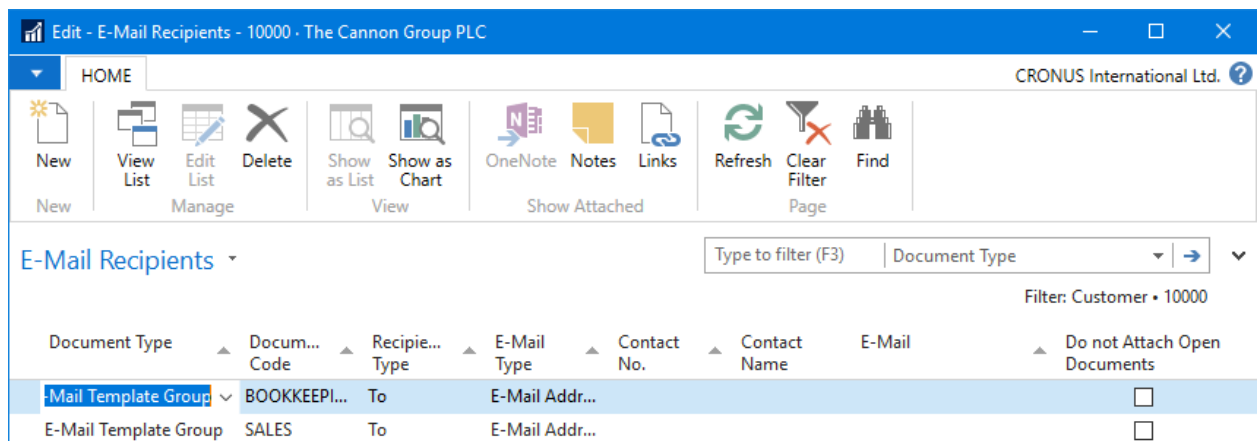 Edit - E-Mail Recipients - 10000 · The Cannon Group PLC
HOME
CRONUS International Ltd. ?
New
View List
Edit List
Delete
Show as List
Show as Chart
OneNote
Notes
Links
Refresh
Clear Filter
Find
New
Manage
View
Show Attached
Page
E-Mail Recipients
Type to filter (F3)
Document Type
Filter: Customer • 10000
Document Type
Docum... Code
Recipie... Type
E-Mail Type
Contact No.
Contact Name
E-Mail
Do not Attach Open Documents
-Mail Template Group BOOKKEEPI... To E-Mail Addr...
E-Mail Template Group SALES To E-Mail Addr...